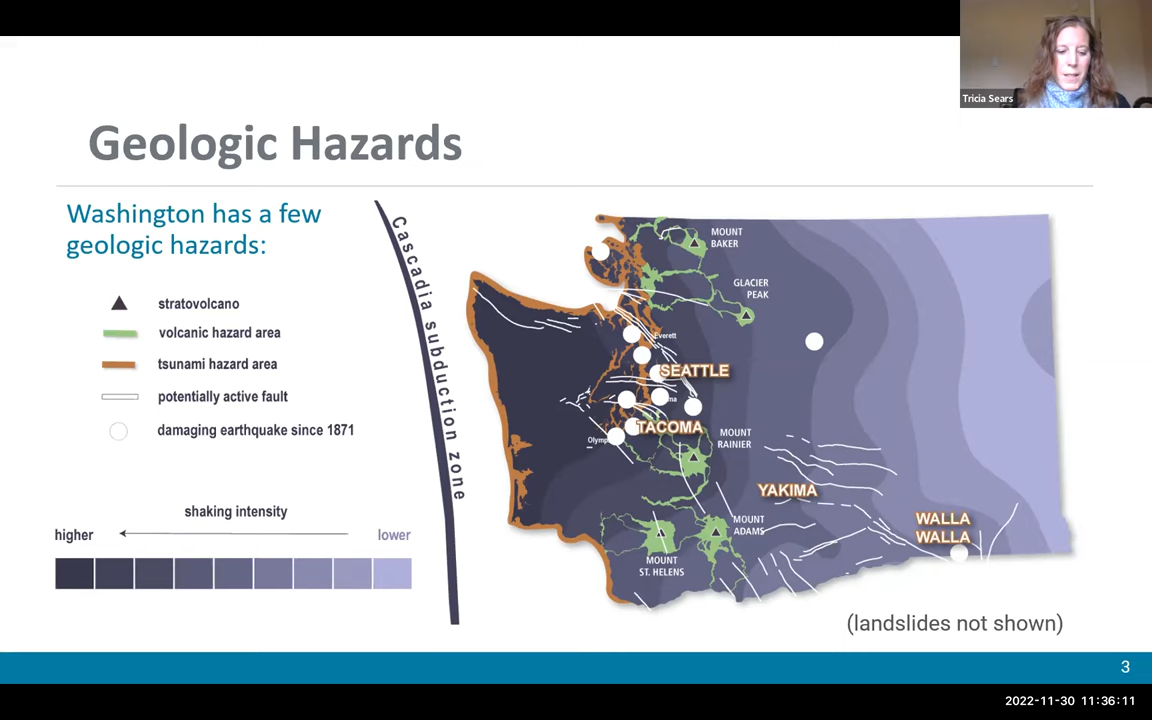 Tricia Sears
Geologic Hazards
Washington has a few
geologic hazards:
stratovolcano
volcanic hazard area
tsunami hazard area
potentially active fault
damaging earthquake since 1871
shaking intensity
higher
lower
Cascadia subduction zone
MOUNT
BAKER
GLACIER
PEAK
Everett
SEATTLE
TACOMA
MOUNT
RAINIER
YAKIMA
MOUNT
ADAMS
WALLA
WALLA
MOUNT
ST. HELENS
(landslides not shown)
3
2022-11-30 11:36:11